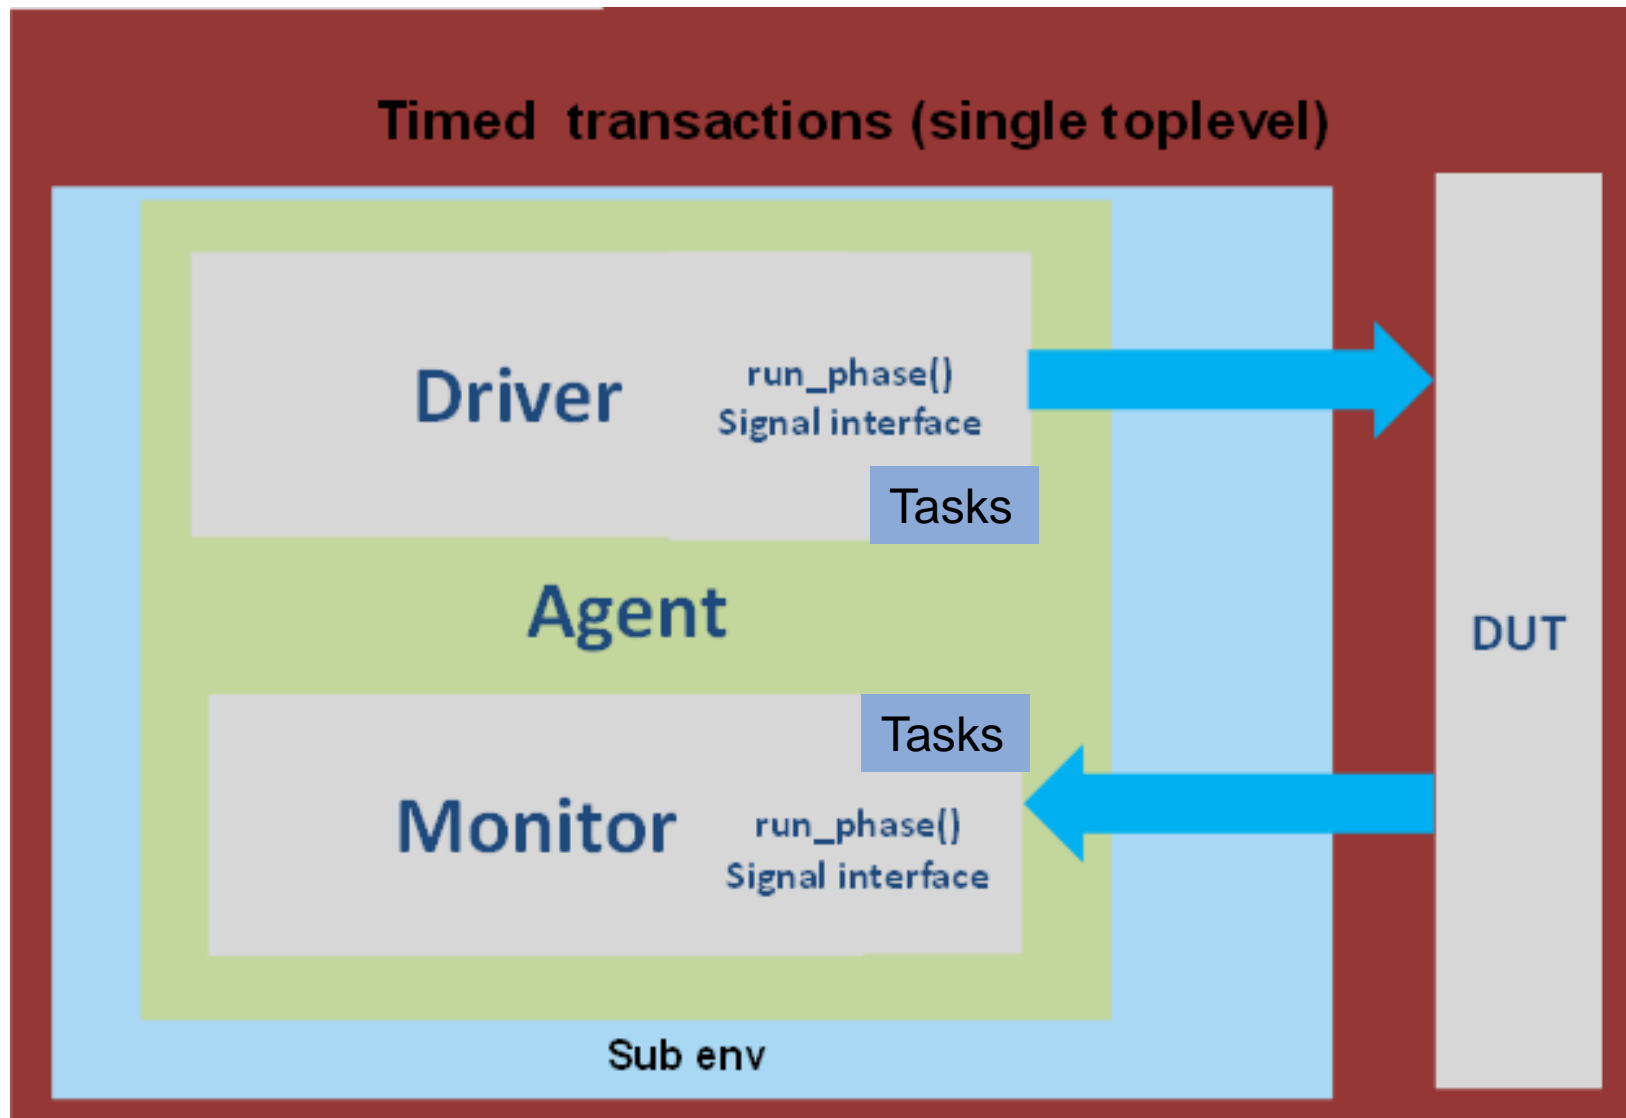 Timed transactions (single toplevel)
Driver
run_phase()
Signal interface
Tasks
Agent
DUT
Tasks
Monitor
run_phase()
Signal interface
Sub env